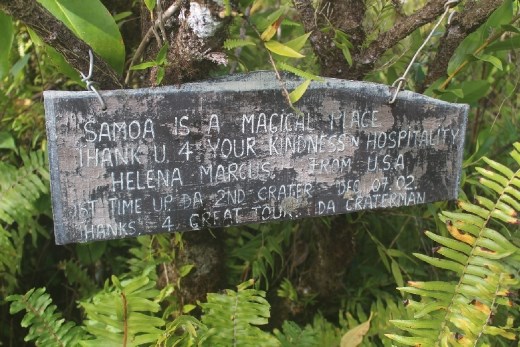 SAMOA IS A MAGICAL PLACE
THANK U 4 YOUR KINDNESS N HOSPITALITY
HELENA MARCUS. FRAM USA
1ST TIME UP DA 2ND CRATER - DEC 07.02.
THANKS 4 GREAT TOUR. DA CRATERMAN